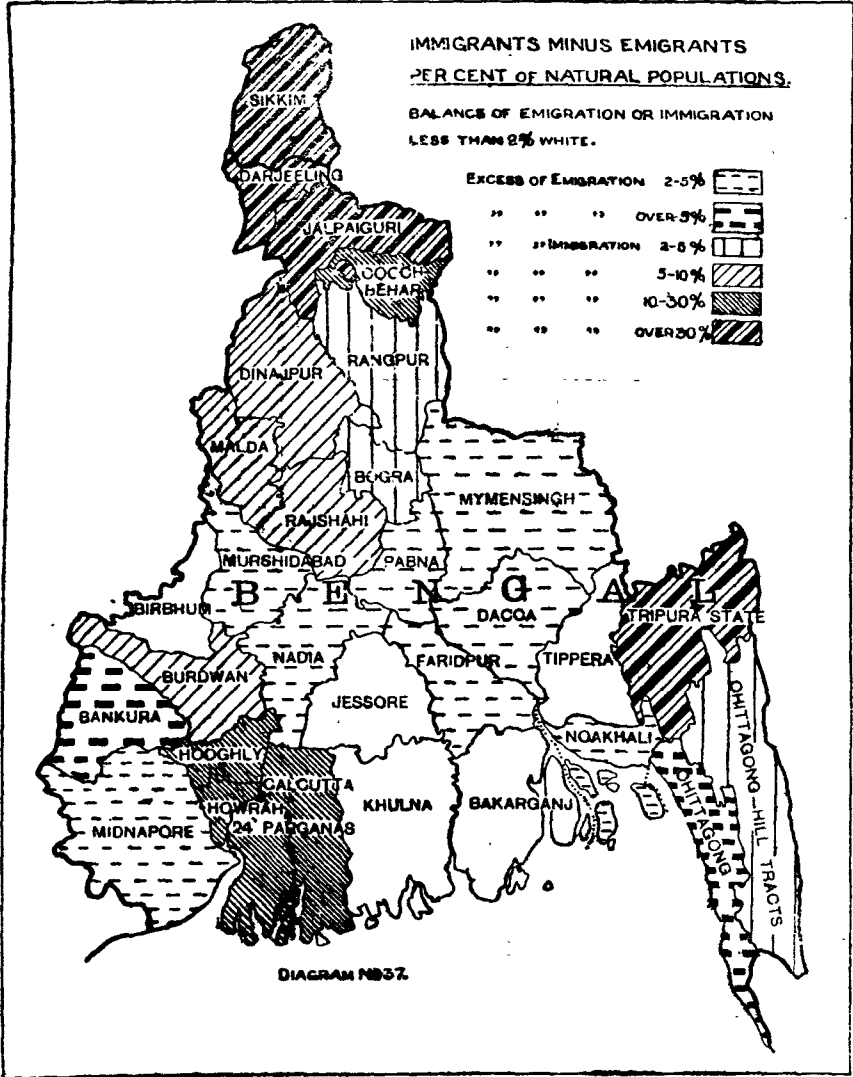 IMMIGRANTS MINUS EMIGRANTS
PER CENT OF NATURAL POPULATIONS.
BALANCE OF EMIGRATION OR IMMIGRATION
LESS THAN 2% WHITE.
EXCESS OF EMIGRATION 2-5%
" " " OVER 5%
" " IMMIGRATION 2-5%
" " " 5-10%
" " " 10-30%
" " " OVER 30%
SIKKIM
DARJEELING
JALPAIGURI
COOCH
BEHAR
RANGPUR
DINAJPUR
MALDA
BOGRA
MYMENSINGH
RAJSHAHI
MURSHIDABAD
PABNA
BENGAL
BIRBHUM
DACCA
TRIPURA STATE
NADIA
FARIDPUR
TIPPERA
BURDWAN
JESSORE
BANKURA
NOAKHALI
HOOGHLY
CALCUTTA
HOWRAH
24 PARGANAS
KHULNA
BAKARGANJ
MIDNAPORE
CHITTAGONG
CHITTAGONG HILL TRACTS
DIAGRAM No 37.